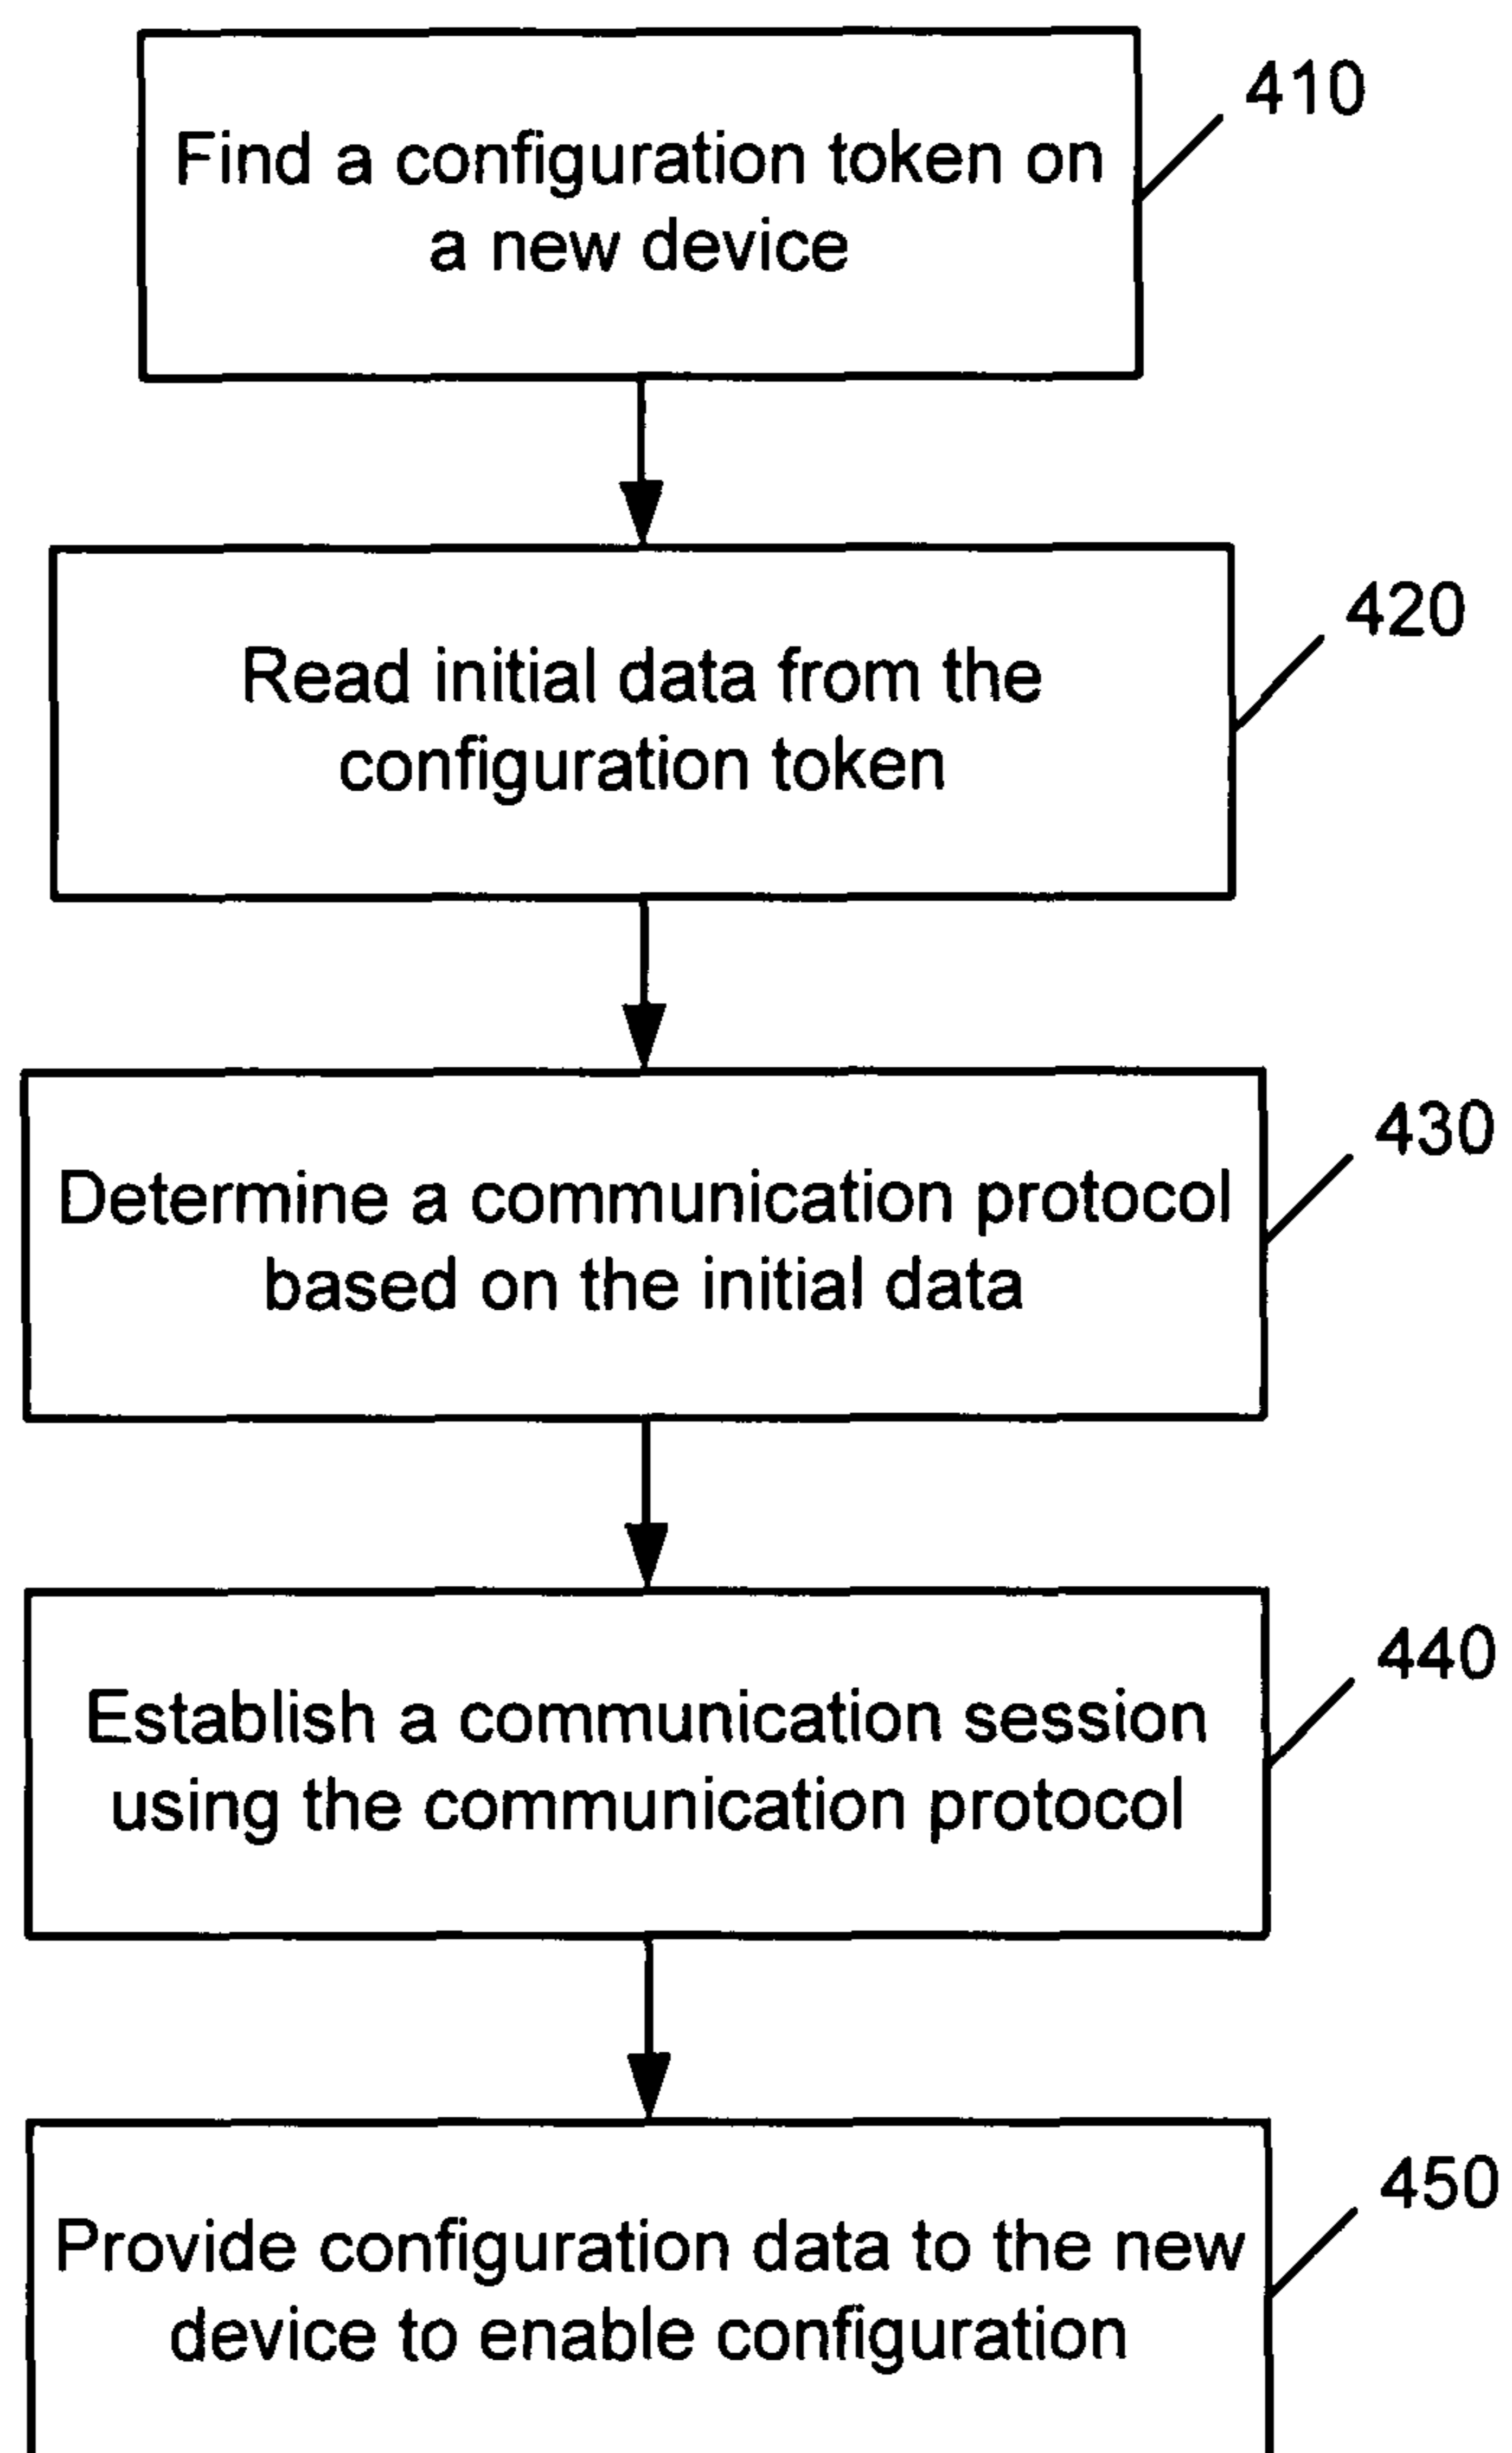 410
Find a configuration token on
a new device
420
Read initial data from the
configuration token
430
Determine a communication protocol
based on the initial data
440
Establish a communication session
using the communication protocol
450
Provide configuration data to the new
device to enable configuration